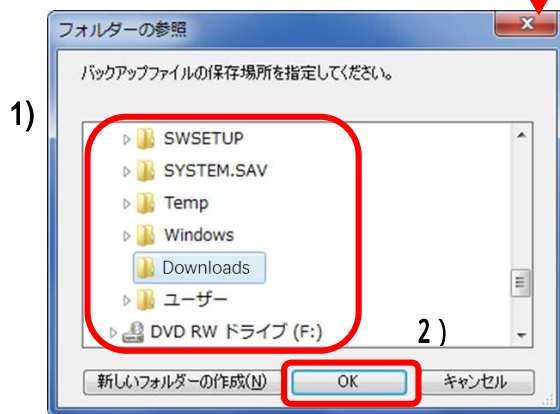 フォルダーの参照
バックアップファイルの保存場所を指定してください。
1)
SWSETUP
SYSTEM.SAV
Temp
Windows
Downloads
ユーザー
DVD RW ドライブ (F:)
2 )
新しいフォルダーの作成(N) OK キャンセル